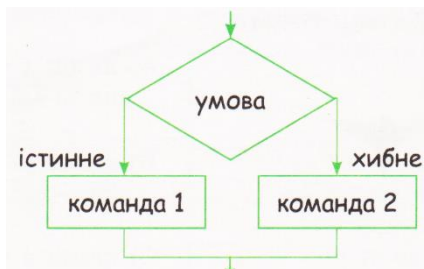 умова
істинне
хибне
команда 1
команда 2